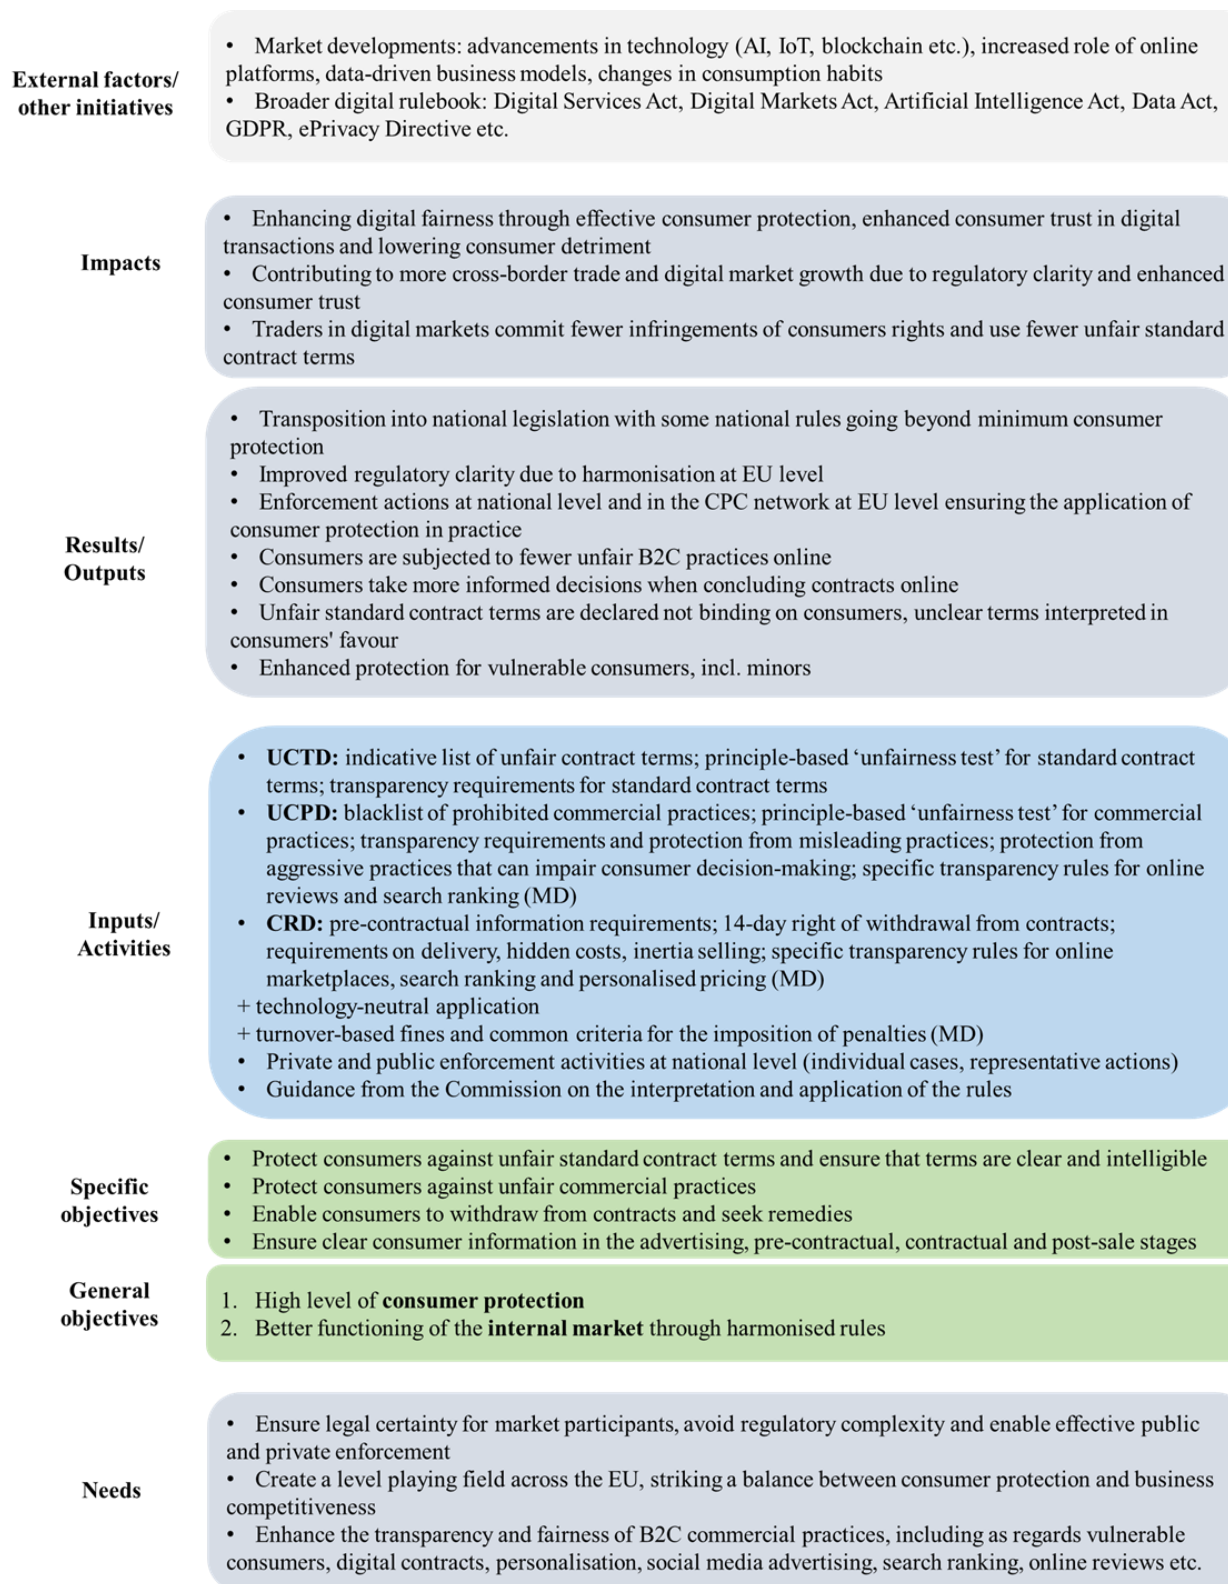 External factors/
other initiatives
• Market developments: advancements in technology (AI, IoT, blockchain etc.), increased role of online
platforms, data-driven business models, changes in consumption habits
• Broader digital rulebook: Digital Services Act, Digital Markets Act, Artificial Intelligence Act, Data Act,
GDPR, ePrivacy Directive etc.
Impacts
• Enhancing digital fairness through effective consumer protection, enhanced consumer trust in digital
transactions and lowering consumer detriment
• Contributing to more cross-border trade and digital market growth due to regulatory clarity and enhanced
consumer trust
• Traders in digital markets commit fewer infringements of consumers rights and use fewer unfair standard
contract terms
Results/
Outputs
• Transposition into national legislation with some national rules going beyond minimum consumer
protection
• Improved regulatory clarity due to harmonisation at EU level
• Enforcement actions at national level and in the CPC network at EU level ensuring the application of
consumer protection in practice
• Consumers are subjected to fewer unfair B2C practices online
• Consumers take more informed decisions when concluding contracts online
• Unfair standard contract terms are declared not binding on consumers, unclear terms interpreted in
consumers' favour
• Enhanced protection for vulnerable consumers, incl. minors
Inputs/
Activities
• UCTD: indicative list of unfair contract terms; principle-based ‘unfairness test’ for standard contract
terms; transparency requirements for standard contract terms
• UCPD: blacklist of prohibited commercial practices; principle-based ‘unfairness test’ for commercial
practices; transparency requirements and protection from misleading practices; protection from
aggressive practices that can impair consumer decision-making; specific transparency rules for online
reviews and search ranking (MD)
• CRD: pre-contractual information requirements; 14-day right of withdrawal from contracts;
requirements on delivery, hidden costs, inertia selling; specific transparency rules for online
marketplaces, search ranking and personalised pricing (MD)
+ technology-neutral application
+ turnover-based fines and common criteria for the imposition of penalties (MD)
• Private and public enforcement activities at national level (individual cases, representative actions)
• Guidance from the Commission on the interpretation and application of the rules
Specific
objectives
• Protect consumers against unfair standard contract terms and ensure that terms are clear and intelligible
• Protect consumers against unfair commercial practices
• Enable consumers to withdraw from contracts and seek remedies
• Ensure clear consumer information in the advertising, pre-contractual, contractual and post-sale stages
General
objectives
1. High level of consumer protection
2. Better functioning of the internal market through harmonised rules
Needs
• Ensure legal certainty for market participants, avoid regulatory complexity and enable effective public
and private enforcement
• Create a level playing field across the EU, striking a balance between consumer protection and business
competitiveness
• Enhance the transparency and fairness of B2C commercial practices, including as regards vulnerable
consumers, digital contracts, personalisation, social media advertising, search ranking, online reviews etc.